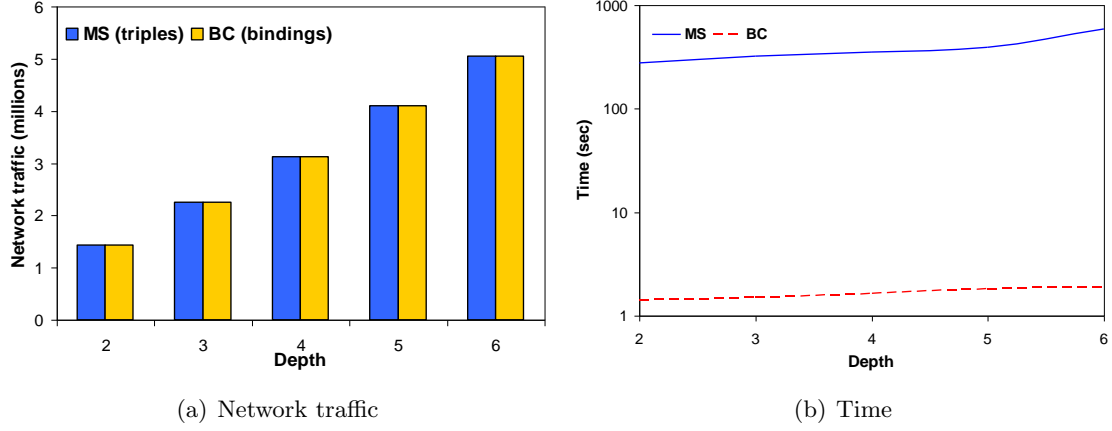 6
5
4
3
2
1
0
Network traffic (millions)
MS (triples) BC (bindings)
2 3 4 5 6
Depth
(a) Network traffic
1000
100
10
1
Time (sec)
MS BC
2 3 4 5 6
Depth
(b) Time